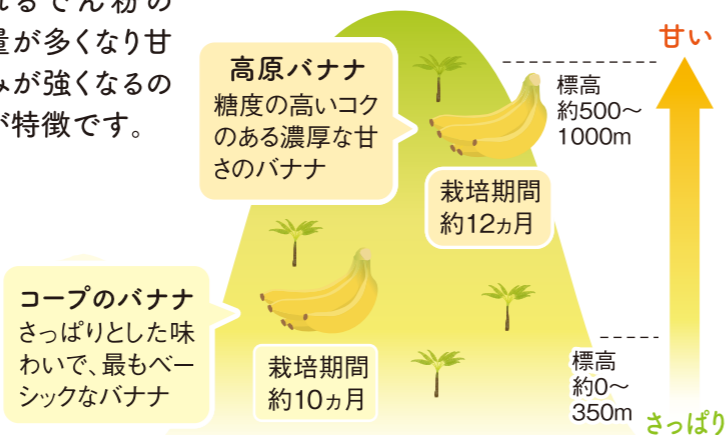 れるでん粉の
量が多くなり甘
みが強くなるの
が特徴です。
高原バナナ
糖度の高いコク
のある濃厚な甘
さのバナナ
甘い
標高
約500〜
1000m
栽培期間
約12ヵ月
コープのバナナ
さっぱりとした味
わいで、最もベー
シックなバナナ
栽培期間
約10ヵ月
標高
約0〜
350m
さっぱり